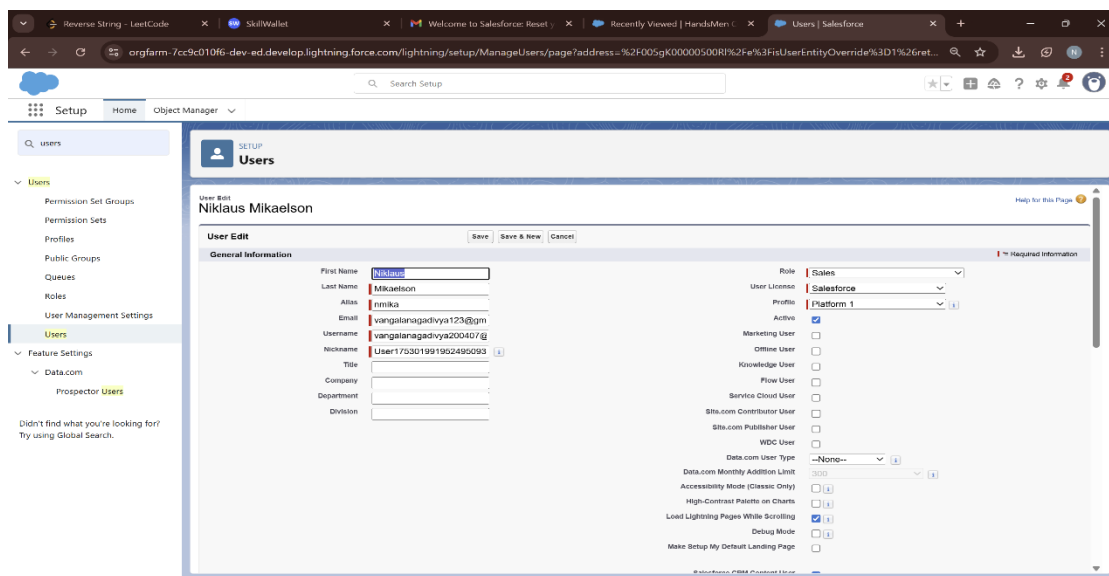 Reverse String - LeetCode
SkillWallet
Welcome to Salesforce: Reset y
Recently Viewed | HandsMen C
Users | Salesforce
orgfarm-7cc9c010f6-dev-ed.develop.lightning.force.com/lightning/setup/ManageUsers/page?address=%2F005gK00000500RI%2Fe%3FisUserEntityOverride%3D1%26ret...
N
Search Setup
2
Setup Home Object Manager
users
SETUP
Users
Users
Permission Set Groups
Permission Sets
Profiles
Public Groups
Queues
Roles
User Management Settings
Users
Feature Settings
Data.com
Prospector Users
Didn't find what you're looking for?
Try using Global Search.
User Edit
Niklaus Mikaelson
Help for this Page
User Edit Save Save & New Cancel
General Information = Required Information
First Name Niklaus
Last Name Mikaelson
Alias nmika
Email vangalanagadivya123@gm
Username vangalanagadivya200407@
Nickname User175301991952495093
Title
Company
Department
Division
Role Sales
User License Salesforce
Profile Platform 1
Active
Marketing User
Offline User
Knowledge User
Flow User
Service Cloud User
Site.com Contributor User
Site.com Publisher User
WDC User
Data.com User Type --None--
Data.com Monthly Addition Limit 300
Accessibility Mode (Classic Only)
High-Contrast Palette on Charts
Load Lightning Pages While Scrolling
Debug Mode
Make Setup My Default Landing Page
Salesforce CRM Content User